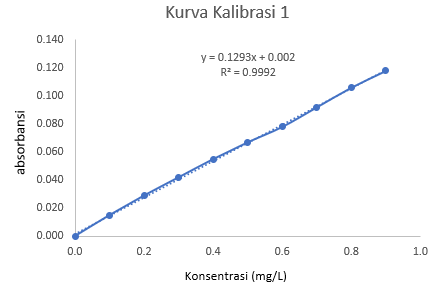 Kurva Kalibrasi 1
y = 0.1293x + 0.002
R² = 0.9992
absorbansi
0.140
0.120
0.100
0.080
0.060
0.040
0.020
0.000
0.0 0.2 0.4 0.6 0.8 1.0
Konsentrasi (mg/L)